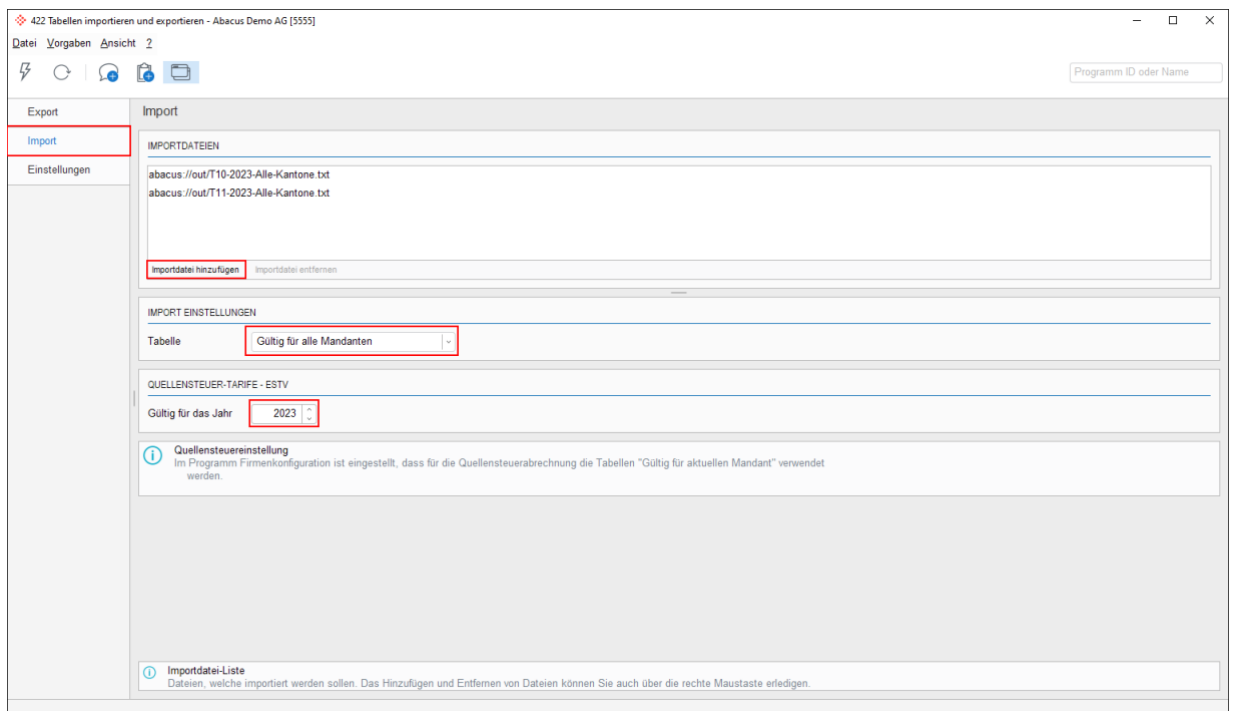 422 Tabellen importieren und exportieren - Abacus Demo AG [5555]
Datei Vorgaben Ansicht ?
Programm ID oder Name
Export
Import
Einstellungen
Import
IMPORTDATEIEN
abacus://out/T10-2023-Alle-Kantone.txt
abacus://out/T11-2023-Alle-Kantone.txt
Importdatei hinzufügen Importdatei entfernen
IMPORT EINSTELLUNGEN
Tabelle Gültig für alle Mandanten
QUELLENSTEUER-TARIFE - ESTV
Gültig für das Jahr 2023
Quellensteuereinstellung
Im Programm Firmenkonfiguration ist eingestellt, dass für die Quellensteuerabrechnung die Tabellen "Gültig für aktuellen Mandant" verwendet
werden.
Importdatei-Liste
Dateien, welche importiert werden sollen. Das Hinzufügen und Entfernen von Dateien können Sie auch über die rechte Maustaste erledigen.